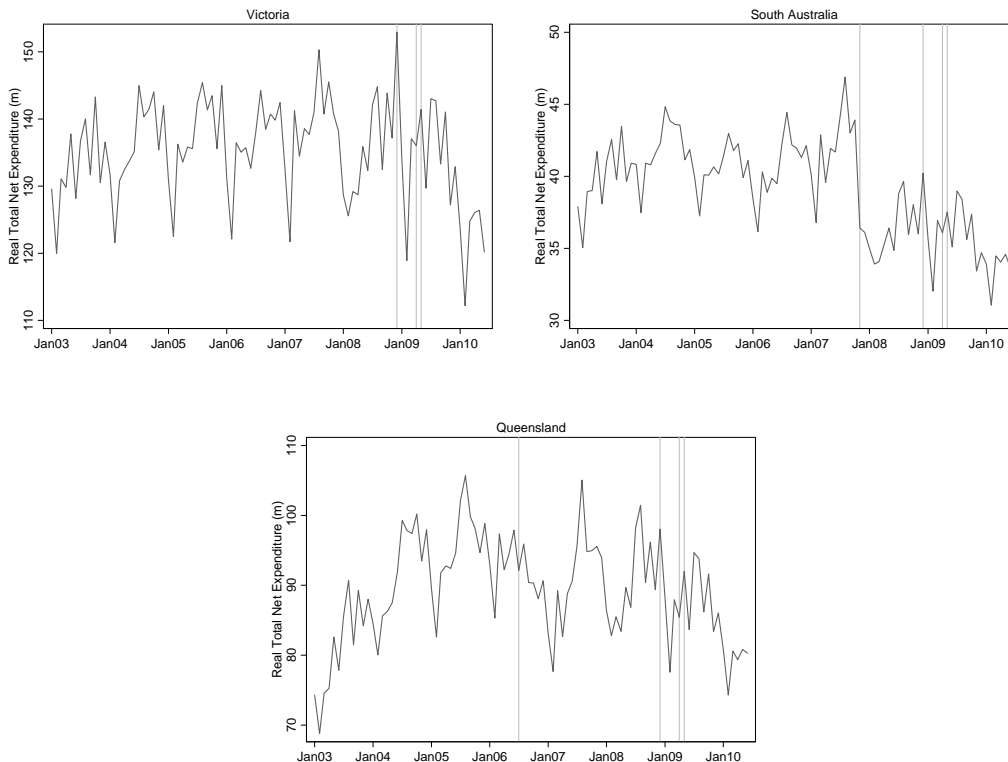 Victoria
Real Total Net Expenditure (m)
150
140
130
120
110
Jan03 Jan04 Jan05 Jan06 Jan07 Jan08 Jan09 Jan10
South Australia
Real Total Net Expenditure (m)
50
45
40
35
30
Jan03 Jan04 Jan05 Jan06 Jan07 Jan08 Jan09 Jan10
Queensland
Real Total Net Expenditure (m)
110
100
90
80
70
Jan03 Jan04 Jan05 Jan06 Jan07 Jan08 Jan09 Jan10